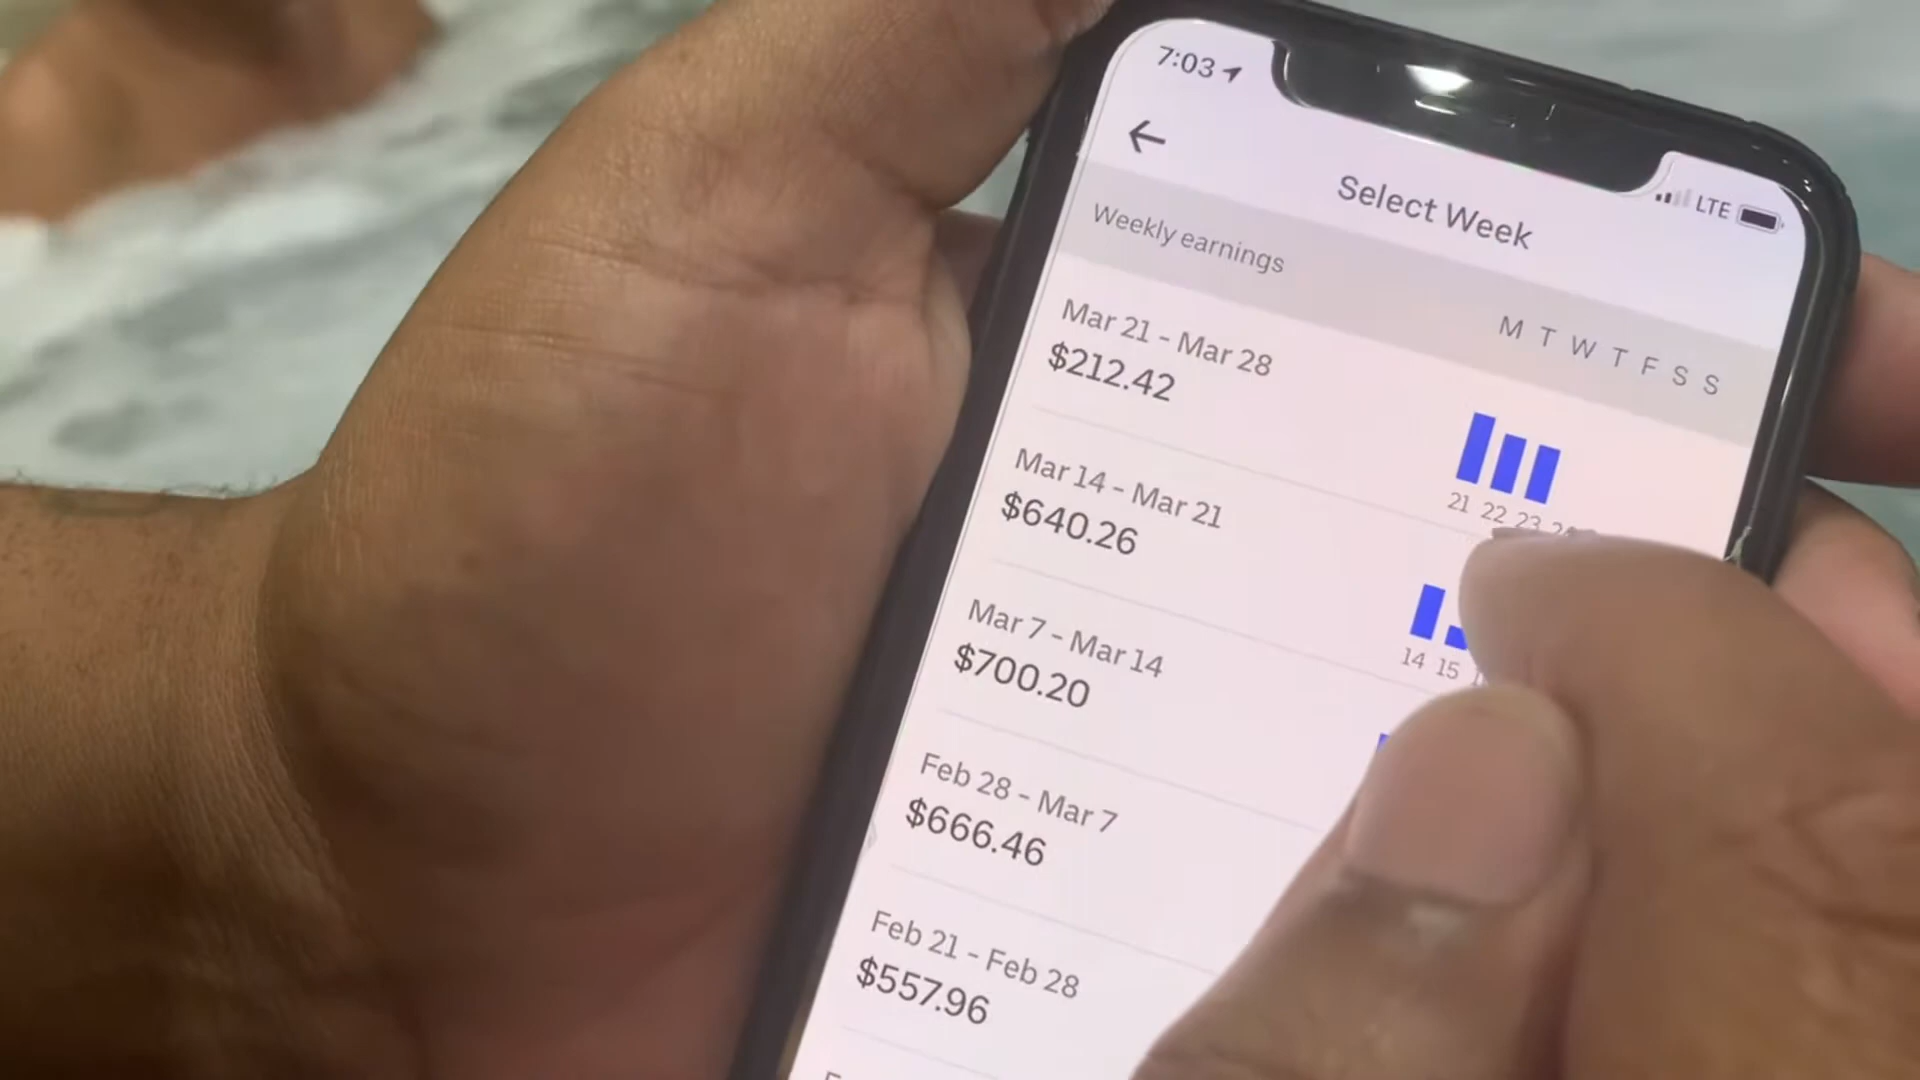 7:03
LTE
Select Week
Weekly earnings
M T W T F S S
Mar 21 - Mar 28
$212.42
21 22 23
Mar 14 - Mar 21
$640.26
14 15
Mar 7 - Mar 14
$700.20
Feb 28 - Mar 7
$666.46
Feb 21 - Feb 28
$557.96